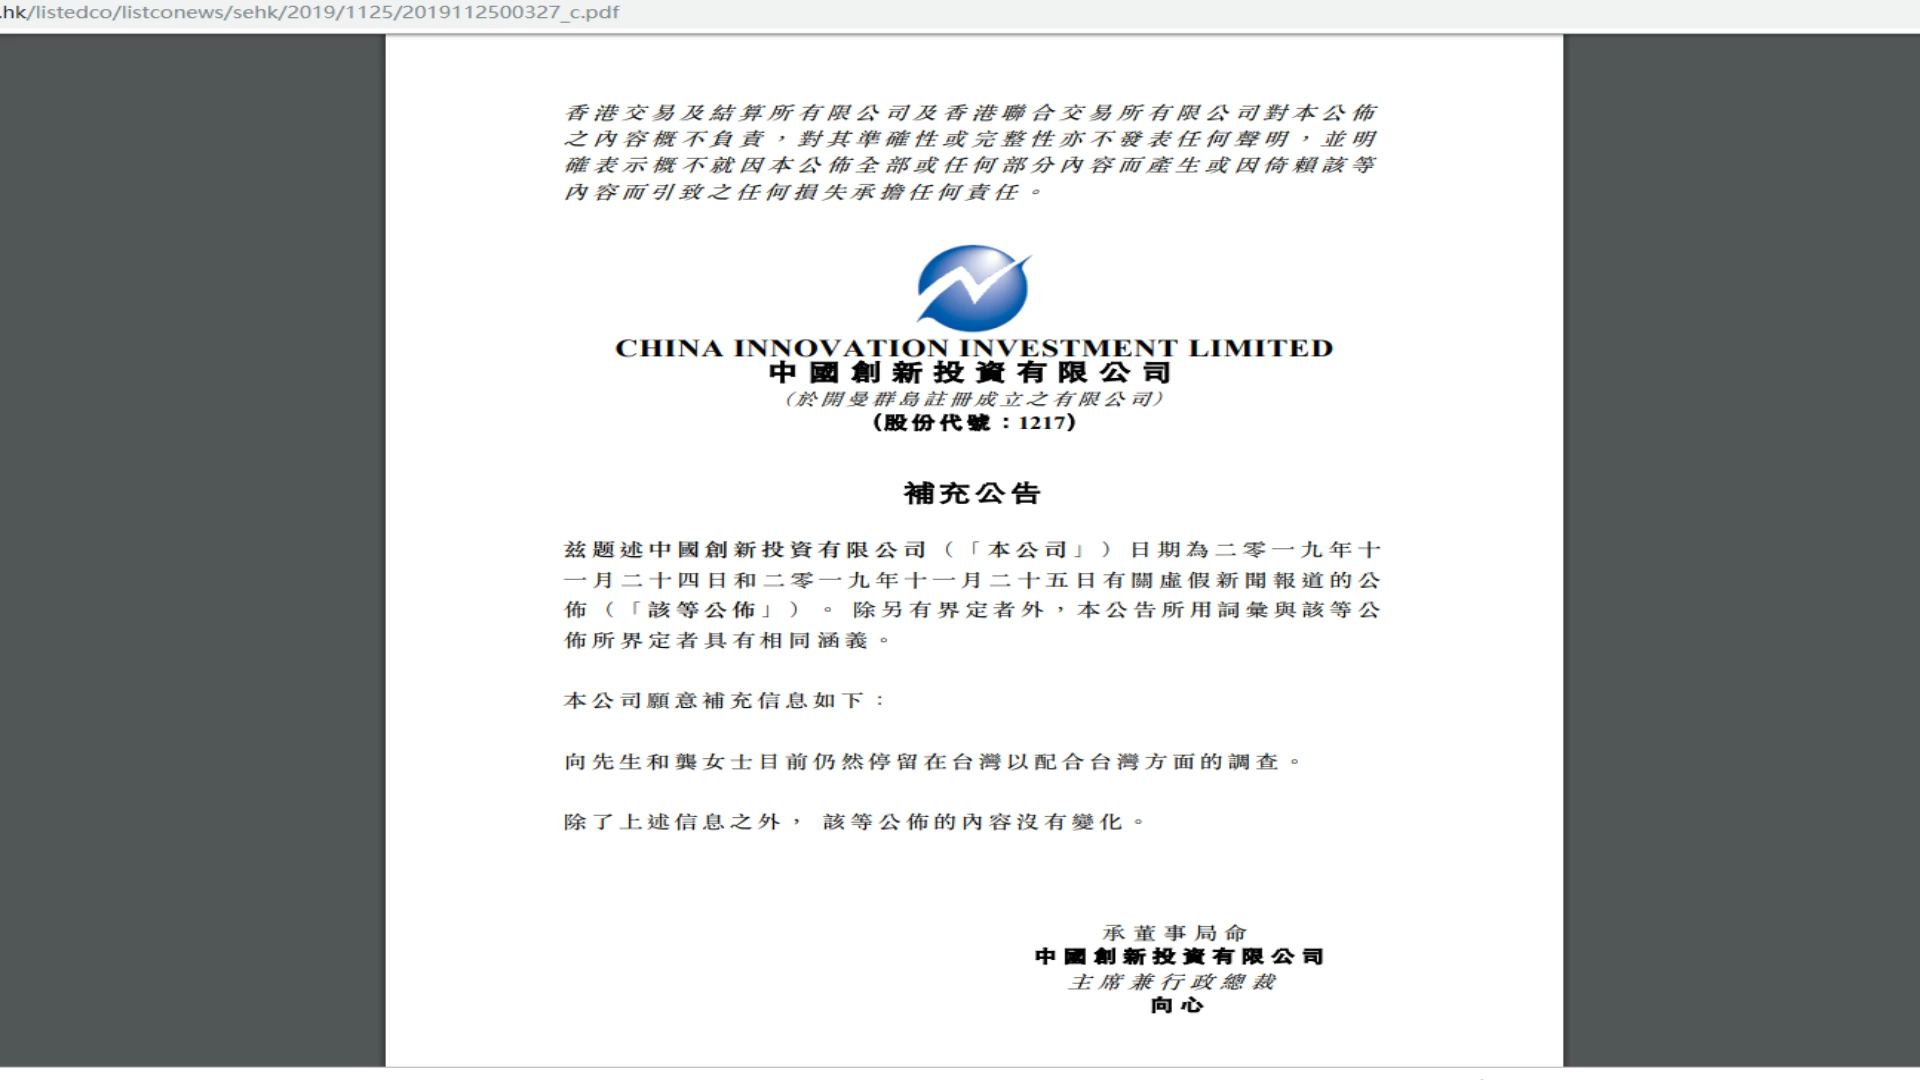 .hk/listedco/listconews/sehk/2019/1125/2019112500327_c.pdf
香港交易及結算所有限公司及香港聯合交易所有限公司對本公佈
之內容概不負責，對其準確性或完整性亦不發表任何聲明，並明
確表示概不就因本公佈全部或任何部分內容而產生或因倚賴該等
內容而引致之任何損失承擔任何責任。
CHINA INNOVATION INVESTMENT LIMITED
中國創新投資有限公司
（於開曼群島註冊成立之有限公司）
（股份代號：1217）
補充公告
茲題述中國創新投資有限公司（「本公司」）日期為二零一九年十
一月二十四日和二零一九年十一月二十五日有關虛假新聞報道的公
佈（「該等公佈」）。除另有界定者外，本公告所用詞彙與該等公
佈所界定者具有相同涵義。
本公司願意補充信息如下：
向先生和龔女士目前仍然停留在台灣以配合台灣方面的調查。
除了上述信息之外， 該等公佈的內容沒有變化。
承董事局命
中國創新投資有限公司
主席兼行政總裁
向心